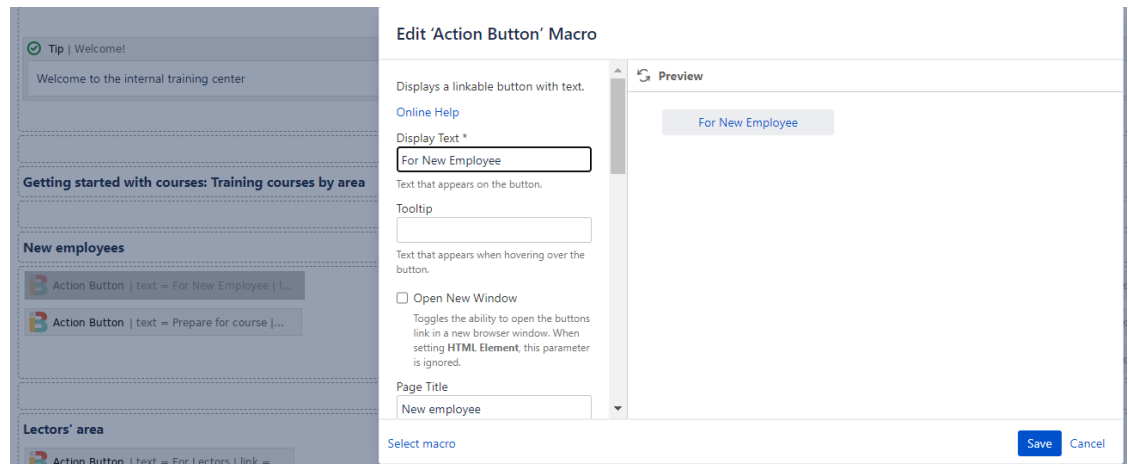 Tip | Welcome!
Welcome to the internal training center
Getting started with courses: Training courses by area
New employees
Action Button | text = For New Employee | l...
Action Button | text = Prepare for course |...
Lectors' area
Action Button | text = For Lectors | link =
Edit ‘Action Button’ Macro
Displays a linkable button with text.
Online Help
Display Text *
For New Employee
Text that appears on the button.
Tooltip
Text that appears when hovering over the
button.
Open New Window
Toggles the ability to open the buttons
link in a new browser window. When
setting HTML Element, this parameter
is ignored.
Page Title
New employee
Preview
For New Employee
Select macro
Save
Cancel